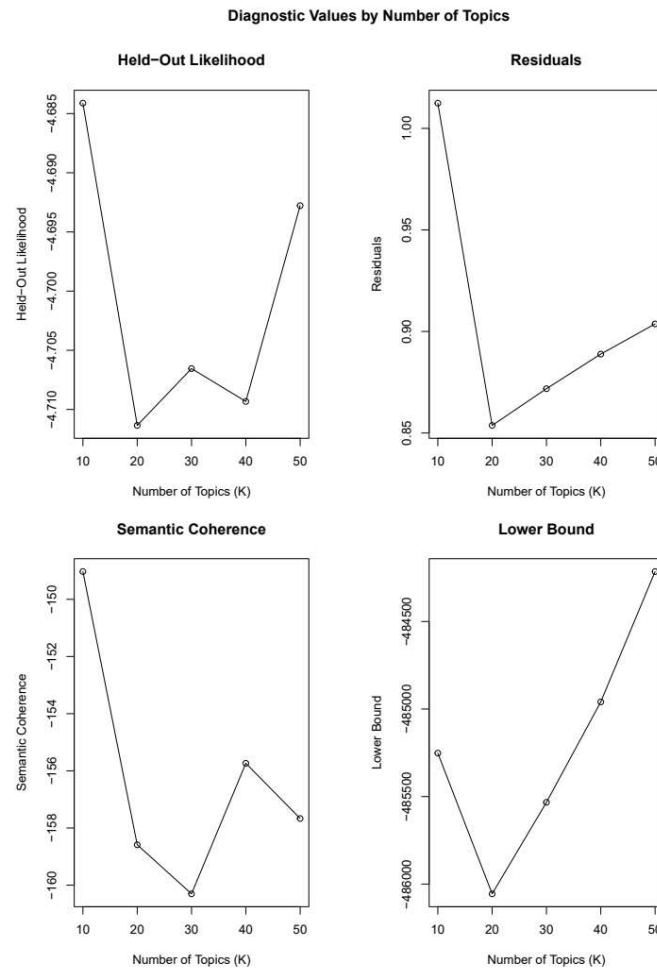 Diagnostic Values by Number of Topics
Held−Out Likelihood
Held−Out Likelihood
−4.685
−4.690
−4.695
−4.700
−4.705
−4.710
10 20 30 40 50
Number of Topics (K)
Residuals
Residuals
1.00
0.95
0.90
0.85
10 20 30 40 50
Number of Topics (K)
Semantic Coherence
Semantic Coherence
−150
−152
−154
−156
−158
−160
10 20 30 40 50
Number of Topics (K)
Lower Bound
Lower Bound
−484500
−485000
−485500
−486000
10 20 30 40 50
Number of Topics (K)